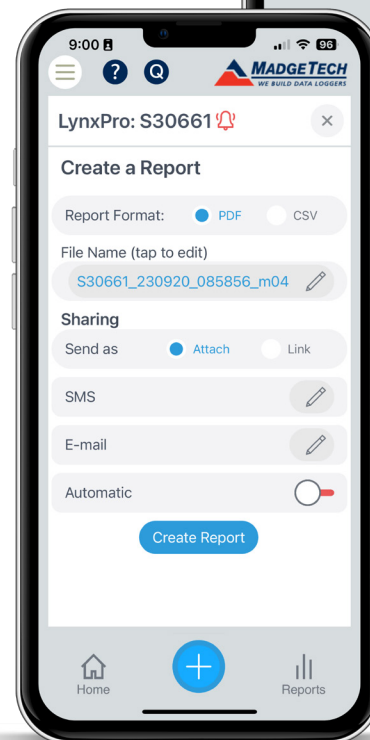 9:00 96
? Q MADGETECH
WE BUILD DATA LOGGERS
LynxPro: S30661 ×
Create a Report
Report Format: PDF CSV
File Name (tap to edit)
S30661_230920_085856_m04
Sharing
Send as Attach Link
SMS
E-mail
Automatic
Create Report
Home + Reports